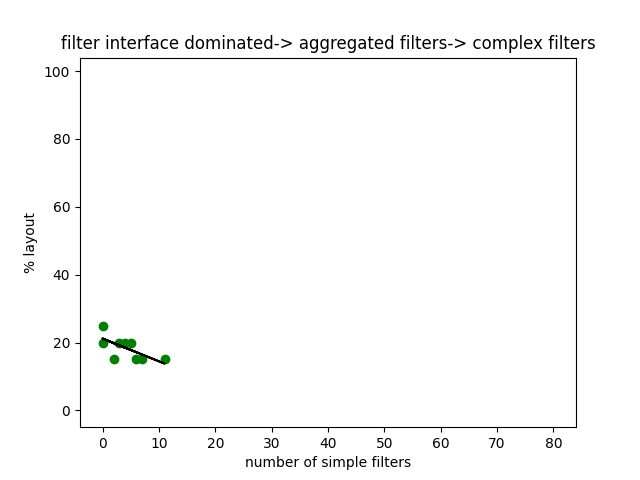 filter interface dominated-> aggregated filters-> complex filters
100
80
60
40
20
0
% layout
0 10 20 30 40 50 60 70 80
number of simple filters